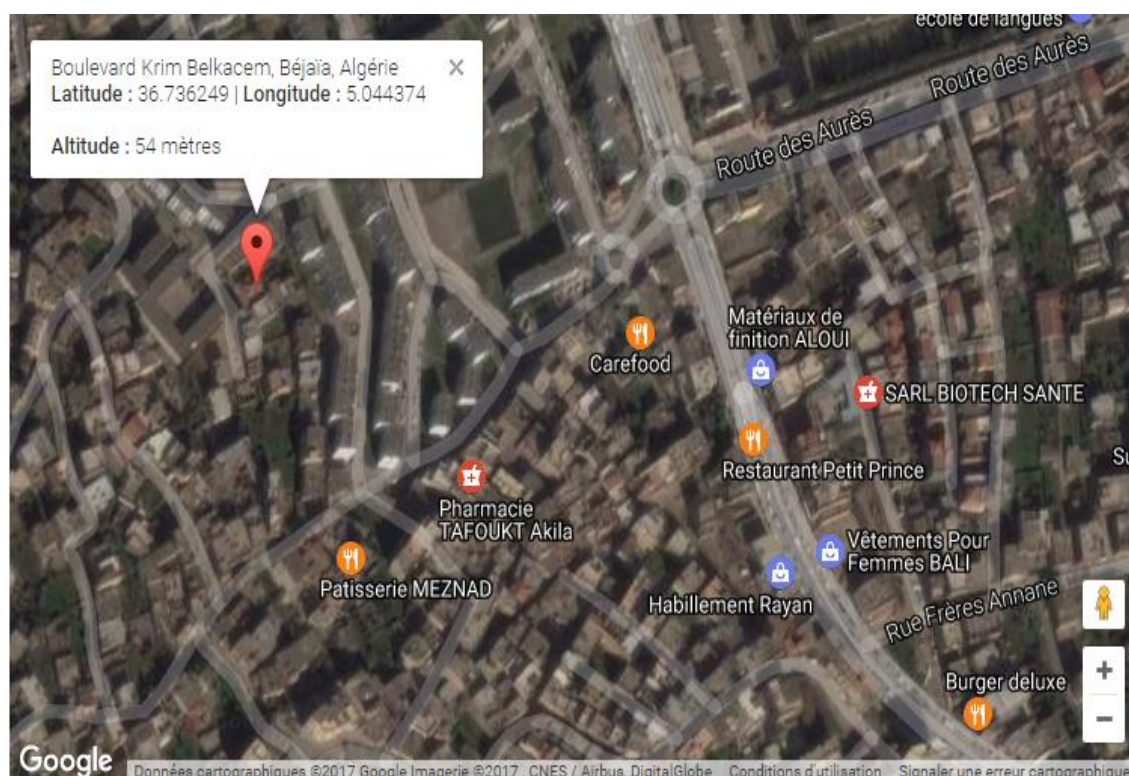 école de langues
Boulevard Krim Belkacem, Béjaïa, Algérie ×
Latitude : 36.736249 | Longitude : 5.044374
Altitude : 54 mètres
Route des Aurès
Route des Aurès
Matériaux de
finition ALOUI
Carefood
SARL BIOTECH SANTE
Restaurant Petit Prince
Su
Pharmacie
TAFOUKT Akila
Vêtements Pour
Femmes BALI
Patisserie MEZNAD
Habillement Rayan
Rue Frères Annane
Burger deluxe
+
−
Google
Données cartographiques ©2017 Google Imagerie ©2017 , CNES / Airbus, DigitalGlobe Conditions d'utilisation Signaler une erreur cartographique